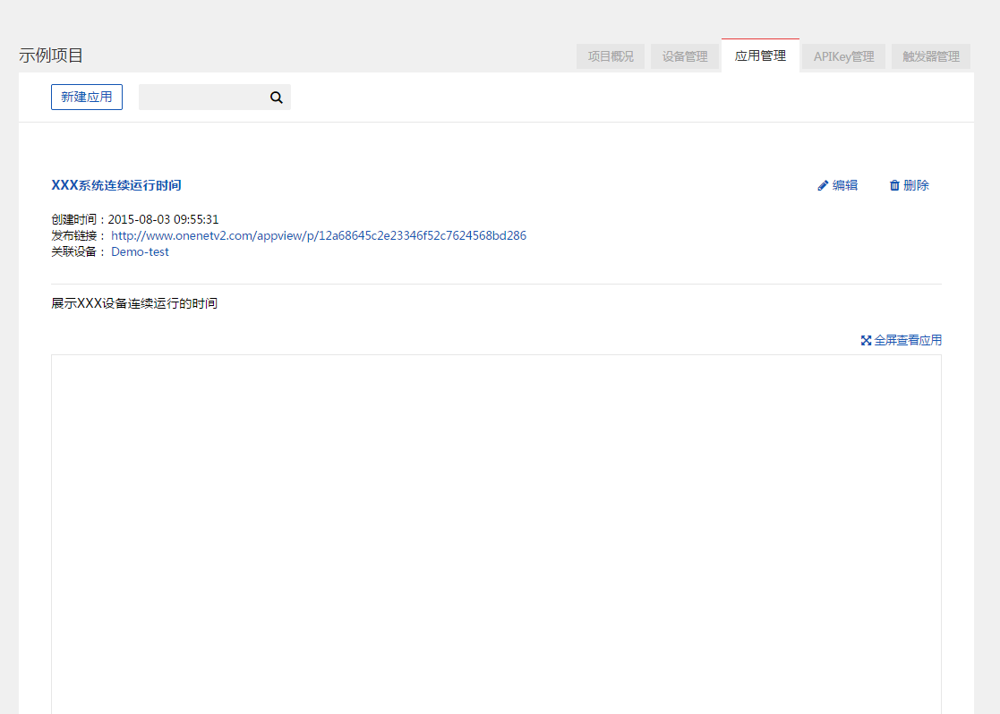 示例项目
项目概况 设备管理 应用管理 APIKey管理 触发器管理
新建应用
XXX系统连续运行时间 编辑 删除
创建时间：2015-08-03 09:55:31
发布链接： http://www.onenetv2.com/appview/p/12a68645c2e23346f52c7624568bd286
关联设备： Demo-test
展示XXX设备连续运行的时间
全屏查看应用